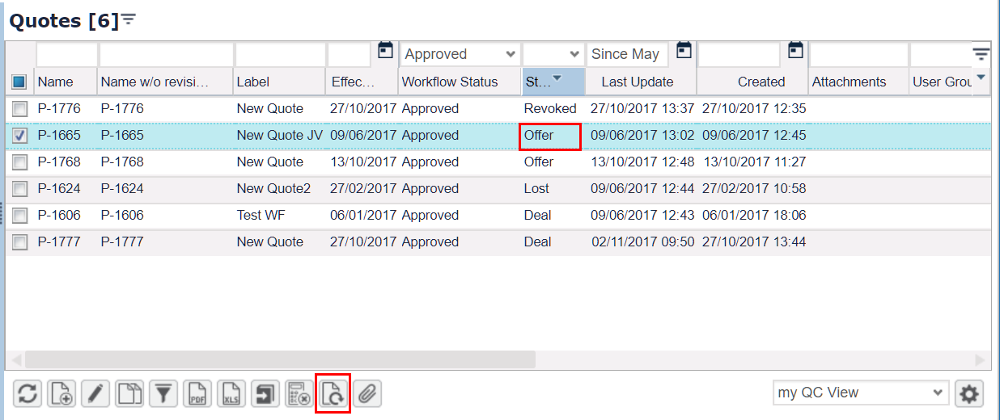 Quotes [6]
Approved Since May
Name Name w/o revisi... Label Effec... Workflow Status St... Last Update Created Attachments User Grou
P-1776 P-1776 New Quote 27/10/2017 Approved Revoked 27/10/2017 13:37 27/10/2017 12:35
P-1665 P-1665 New Quote JV 09/06/2017 Approved Offer 09/06/2017 13:02 09/06/2017 12:45
P-1768 P-1768 New Quote 13/10/2017 Approved Offer 13/10/2017 12:48 13/10/2017 11:27
P-1624 P-1624 New Quote2 27/02/2017 Approved Lost 09/06/2017 12:44 27/02/2017 10:58
P-1606 P-1606 Test WF 06/01/2017 Approved Deal 09/06/2017 12:43 06/01/2017 18:06
P-1777 P-1777 New Quote 27/10/2017 Approved Deal 02/11/2017 09:50 27/10/2017 13:44
PDF XLS my QC View